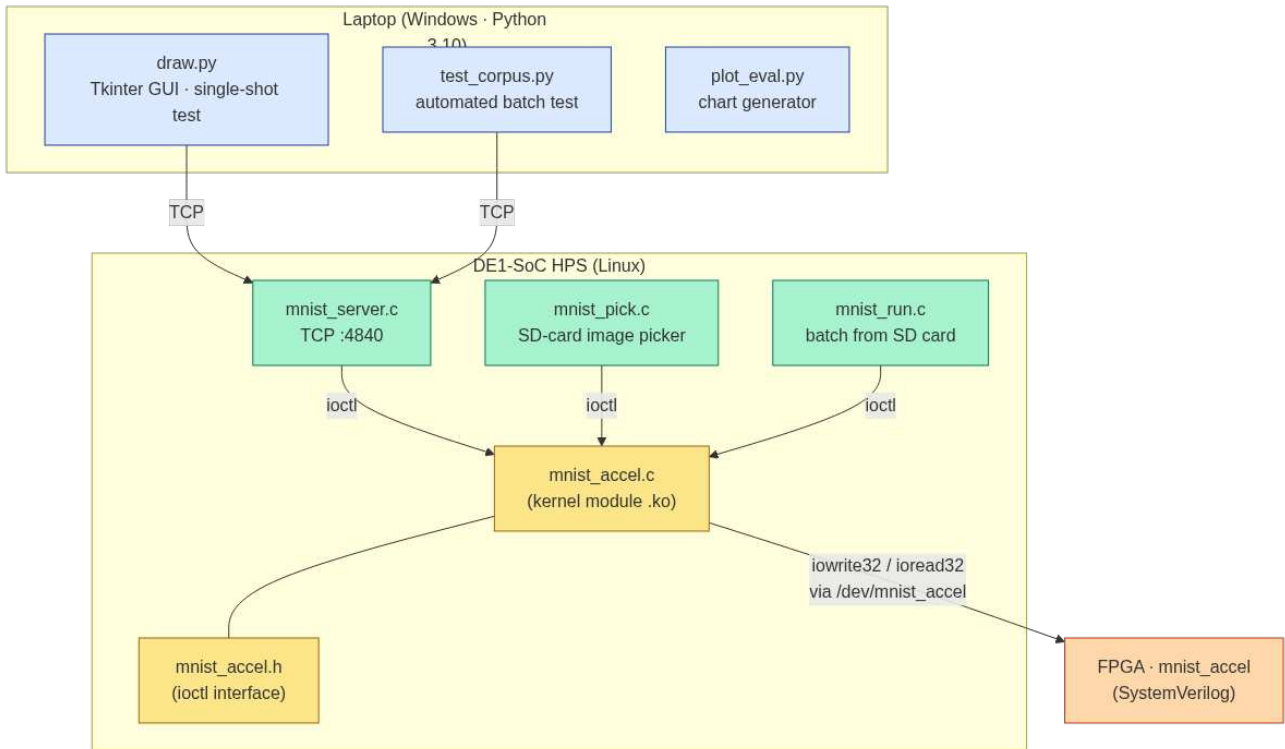 Laptop (Windows · Python
3.10)
draw.py
Tkinter GUI · single-shot
test
test_corpus.py
automated batch test
plot_eval.py
chart generator
TCP
TCP
DE1-SoC HPS (Linux)
mnist_server.c
TCP :4840
mnist_pick.c
SD-card image picker
mnist_run.c
batch from SD card
ioctl
ioctl
ioctl
mnist_accel.c
(kernel module .ko)
iowrite32 / ioread32
via /dev/mnist_accel
mnist_accel.h
(ioctl interface)
FPGA · mnist_accel
(SystemVerilog)